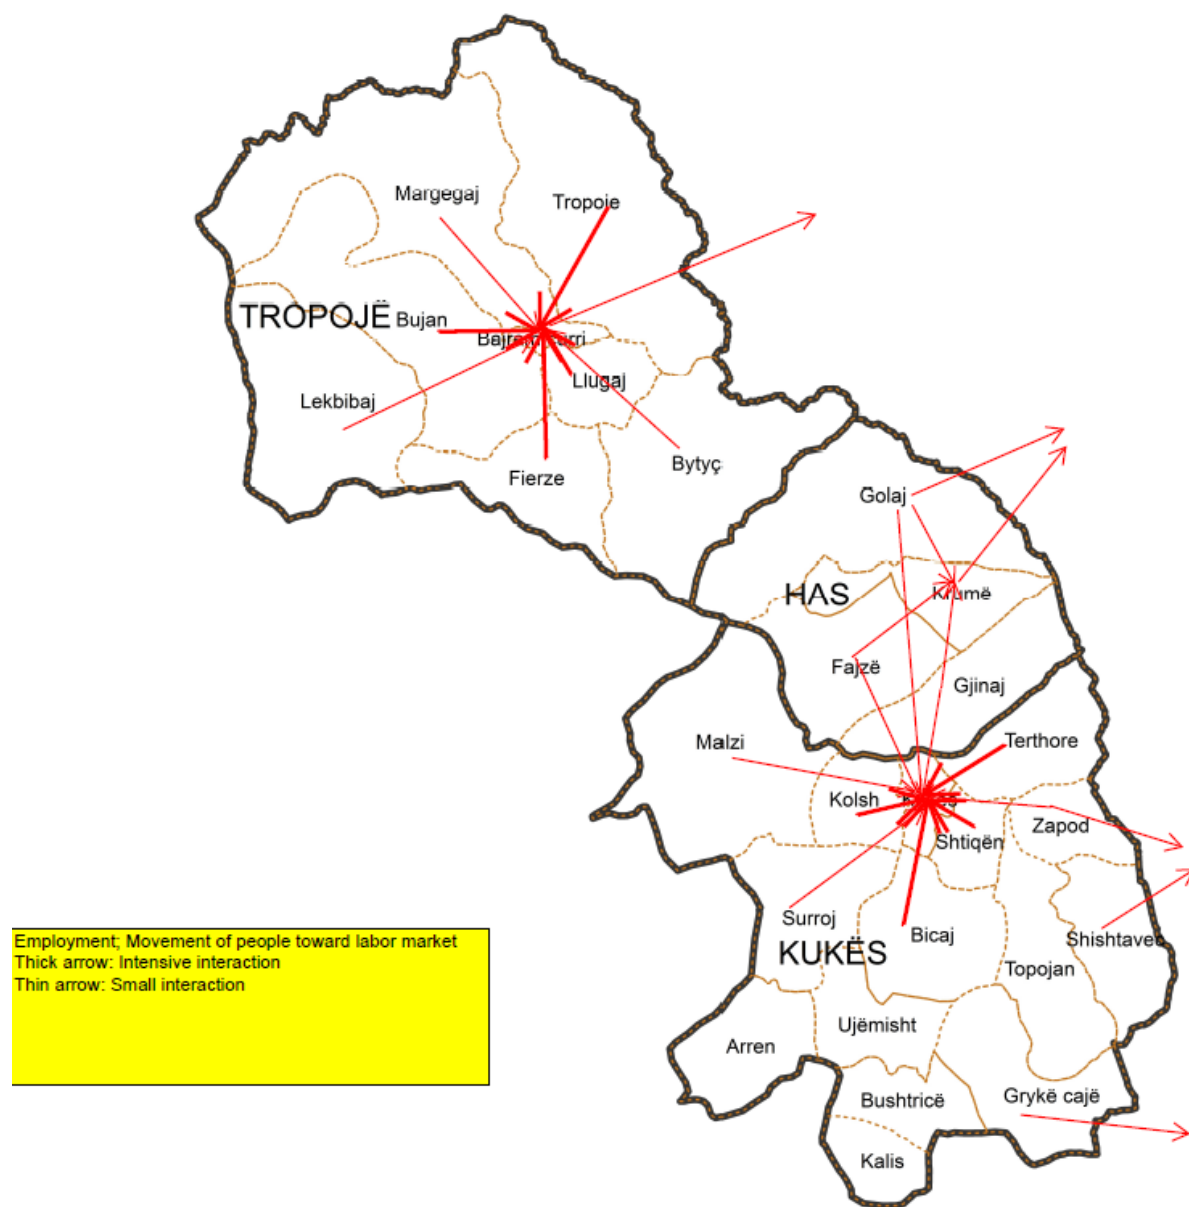 Margegaj
Tropoje
TROPOJË
Bujan
Llugaj
Lekbibaj
Bytyç
Fierze
Golaj
HAS
Krumë
Fajzë
Gjinaj
Malzi
Terthore
Kolsh
Zapod
Shtiqën
Surroj
Bicaj
Shishtavec
KUKËS
Topojan
Ujëmisht
Arren
Grykë cajë
Bushtricë
Kalis
Employment; Movement of people toward labor market
Thick arrow: Intensive interaction
Thin arrow: Small interaction